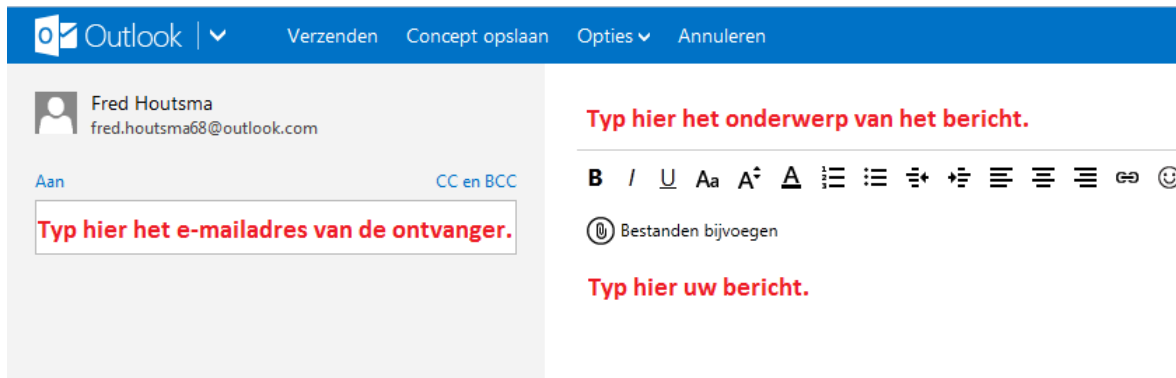 Outlook Verzenden Concept opslaan Opties Annuleren
Fred Houtsma
fred.houtsma68@outlook.com
Aan CC en BCC
Typ hier het e-mailadres van de ontvanger.
Typ hier het onderwerp van het bericht.
B I U Aa A A
Bestanden bijvoegen
Typ hier uw bericht.